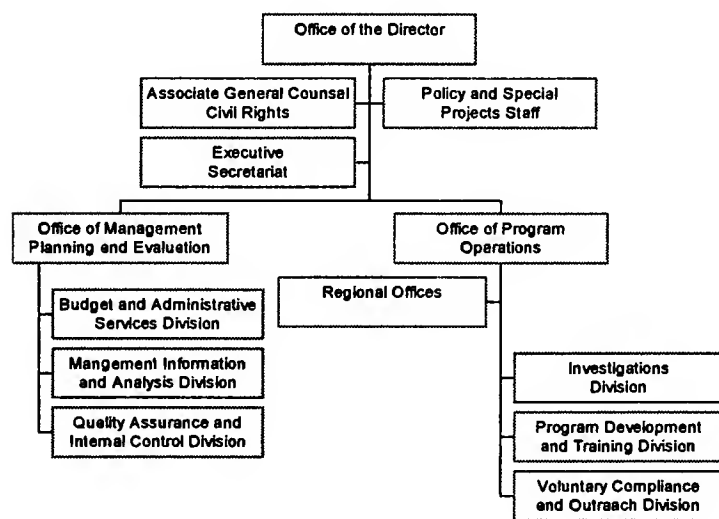 Office of the Director
Associate General Counsel
Civil Rights
Policy and Special
Projects Staff
Executive
Secretariat
Office of Management
Planning and Evaluation
Office of Program
Operations
Budget and Administrative
Services Division
Regional Offices
Mangement Information
and Analysis Division
Investigations
Division
Quality Assurance and
Internal Control Division
Program Development
and Training Division
Voluntary Compliance
and Outreach Division